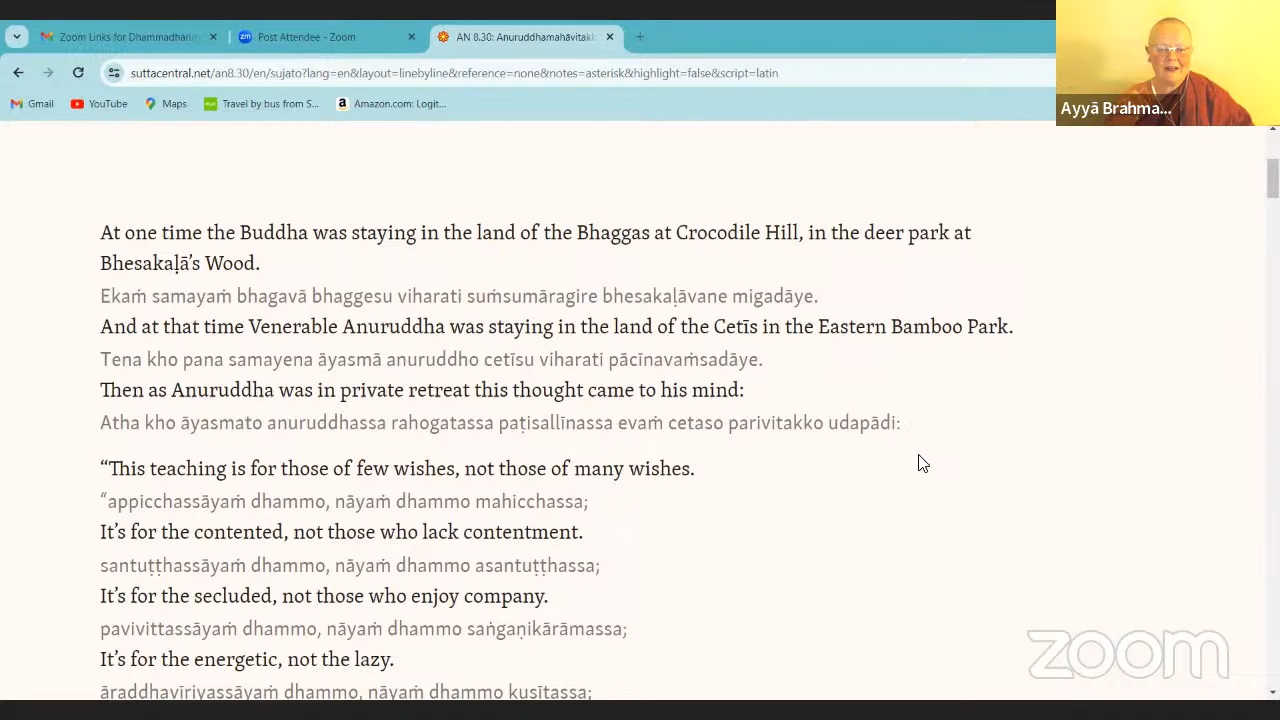 Zoom Links for Dhammadharin
Post Attendee - Zoom
AN 8.30: Anuruddhamahāvitakk
suttacentral.net/an8.30/en/sujato?lang=en&layout=linebyline&reference=none&notes=asterisk&highlight=false&script=latin
Gmail
YouTube
Maps
Travel by bus from S...
Amazon.com: Logit...
Ayyā Brahma...
At one time the Buddha was staying in the land of the Bhaggas at Crocodile Hill, in the deer park at
Bhesakaḷā’s Wood.
Ekaṁ samayaṁ bhagavā bhaggesu viharati suṁsumāragire bhesakaḷāvane migadāye.
And at that time Venerable Anuruddha was staying in the land of the Cetīs in the Eastern Bamboo Park.
Tena kho pana samayena āyasmā anuruddho cetīsu viharati pācīnavaṁsadāye.
Then as Anuruddha was in private retreat this thought came to his mind:
Atha kho āyasmato anuruddhassa rahogatassa paṭisallīnassa evaṁ cetaso parivitakko udapādi:
“This teaching is for those of few wishes, not those of many wishes.
“appicchassāyaṁ dhammo, nāyaṁ dhammo mahicchassa;
It’s for the contented, not those who lack contentment.
santuṭṭhassāyaṁ dhammo, nāyaṁ dhammo asantuṭṭhassa;
It’s for the secluded, not those who enjoy company.
pavivittassāyaṁ dhammo, nāyaṁ dhammo saṅgaṇikārāmassa;
It’s for the energetic, not the lazy.
āraddhavīriyassāyaṁ dhammo, nāyaṁ dhammo kusītassa;
zoom